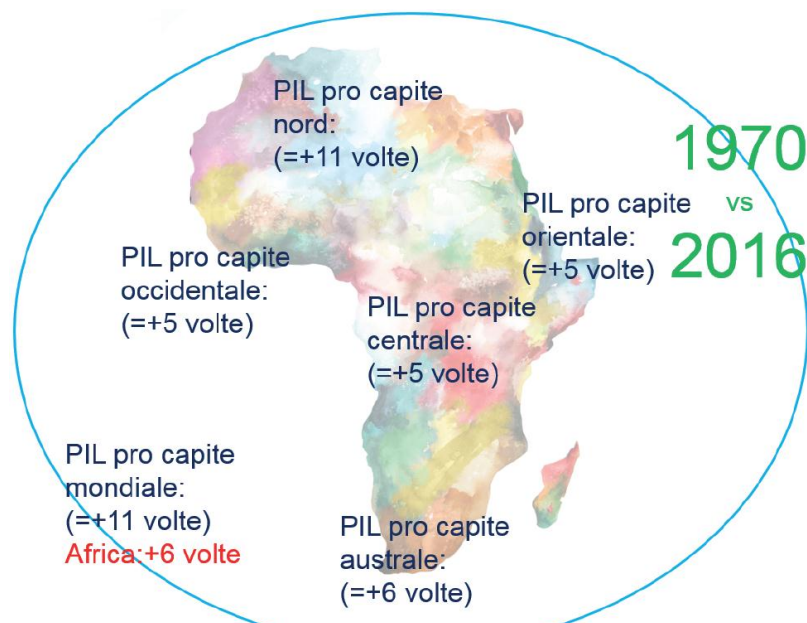 PIL pro capite
nord:
(=+11 volte)
1970
vs
2016
PIL pro capite
orientale:
(=+5 volte)
PIL pro capite
occidentale:
(=+5 volte)
PIL pro capite
centrale:
(=+5 volte)
PIL pro capite
mondiale:
(=+11 volte)
Africa:+6 volte
PIL pro capite
australe:
(=+6 volte)